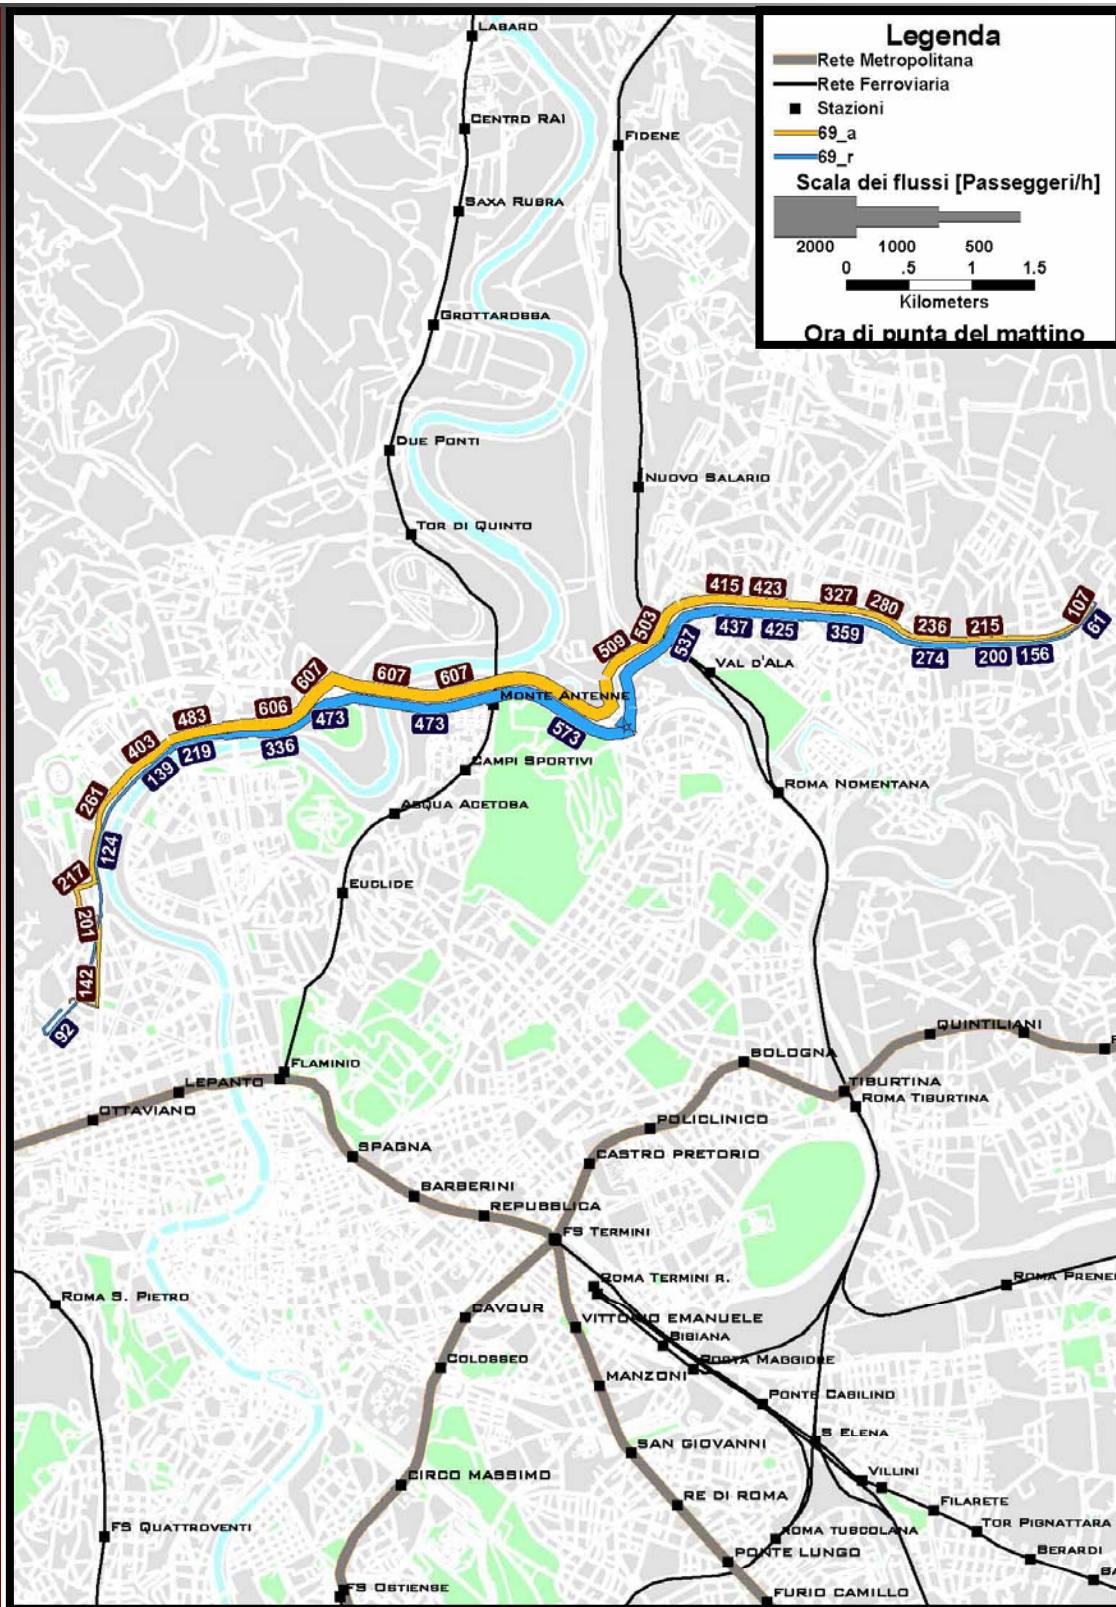 Legenda
Rete Metropolitana
Rete Ferroviaria
Stazioni
69_a
69_r
Scala dei flussi [Passeggeri/h]
2000 1000 500
0 .5 1 1.5
Kilometers
Ora di punta del mattino
LABARO
CENTRO RAI
FIDENE
SAXA RUBRA
GROTTAROSSA
DUE PONTI
NUOVO SALARIO
TOR DI QUINTO
415 423 327 280 107
503 236 215 61
509 437 425 359
537 274 200 156
607 607 607
VAL D'ALA
MONTE ANTENNE
483 606 473 473 573
403 219 336
139
261
CAMPI SPORTIVI
ROMA NOMENTANA
ACQUA ACETOSA
124
217
EUCLIDE
201
142
92
QUINTILIANI
BOLOGNA
FLAMINIO
LEPANTO
TIBURTINA
ROMA TIBURTINA
OTTAVIANO
POLICLINICO
SPAGNA
CASTRO PRETORIO
BARBERINI
REPUBBLICA
FS TERMINI
ROMA TERMINI R.
ROMA PRENE
ROMA S. PIETRO
CAVOUR
VITTORIO EMANUELE
BIBIANA
COLOSSEO
PORTA MAGGIORE
MANZONI
PONTE CASILINO
S ELENA
SAN GIOVANNI
VILLINI
CIRCO MASSIMO
RE DI ROMA
FILARETE
FS QUATTROVENTI
ROMA TUSCOLANA
TOR PIGNATTARA
PONTE LUNGO
BERARDI
BA
FS OSTIENSE
FURIO CAMILLO